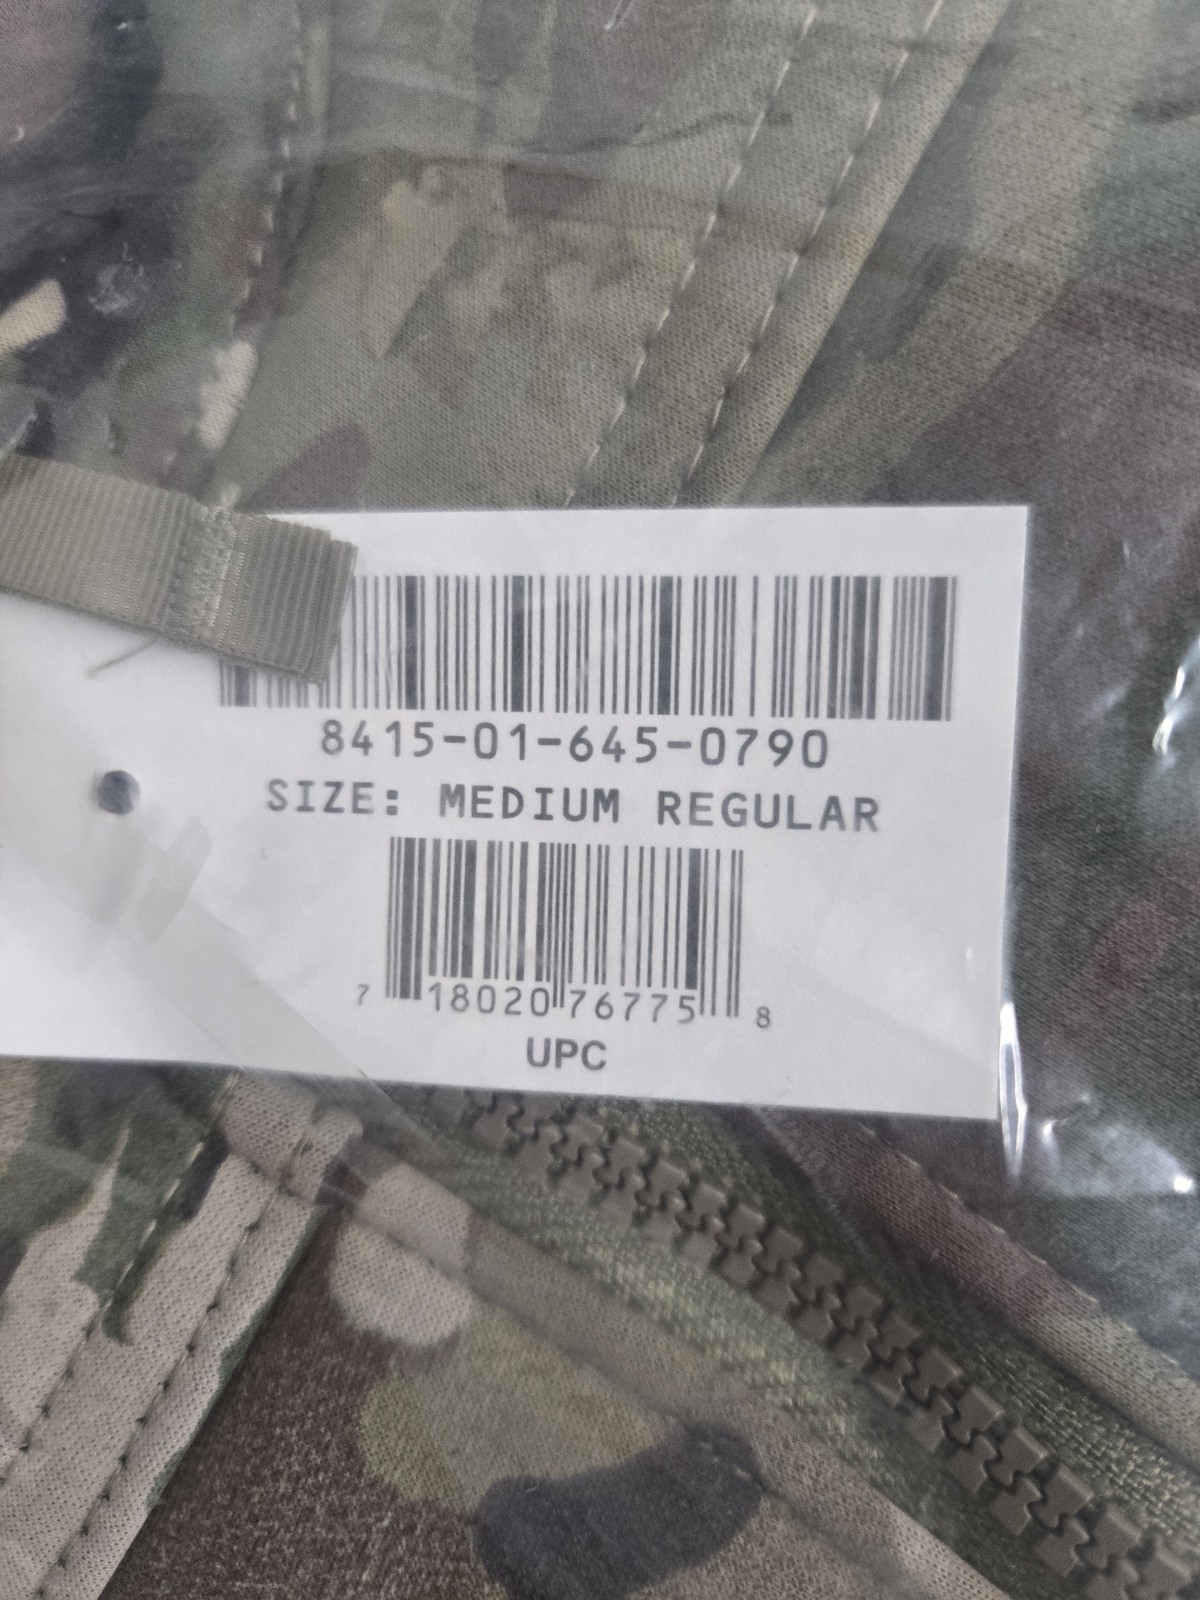 8415-01-645-0790
SIZE: MEDIUM REGULAR
7 18020 76775 8
UPC